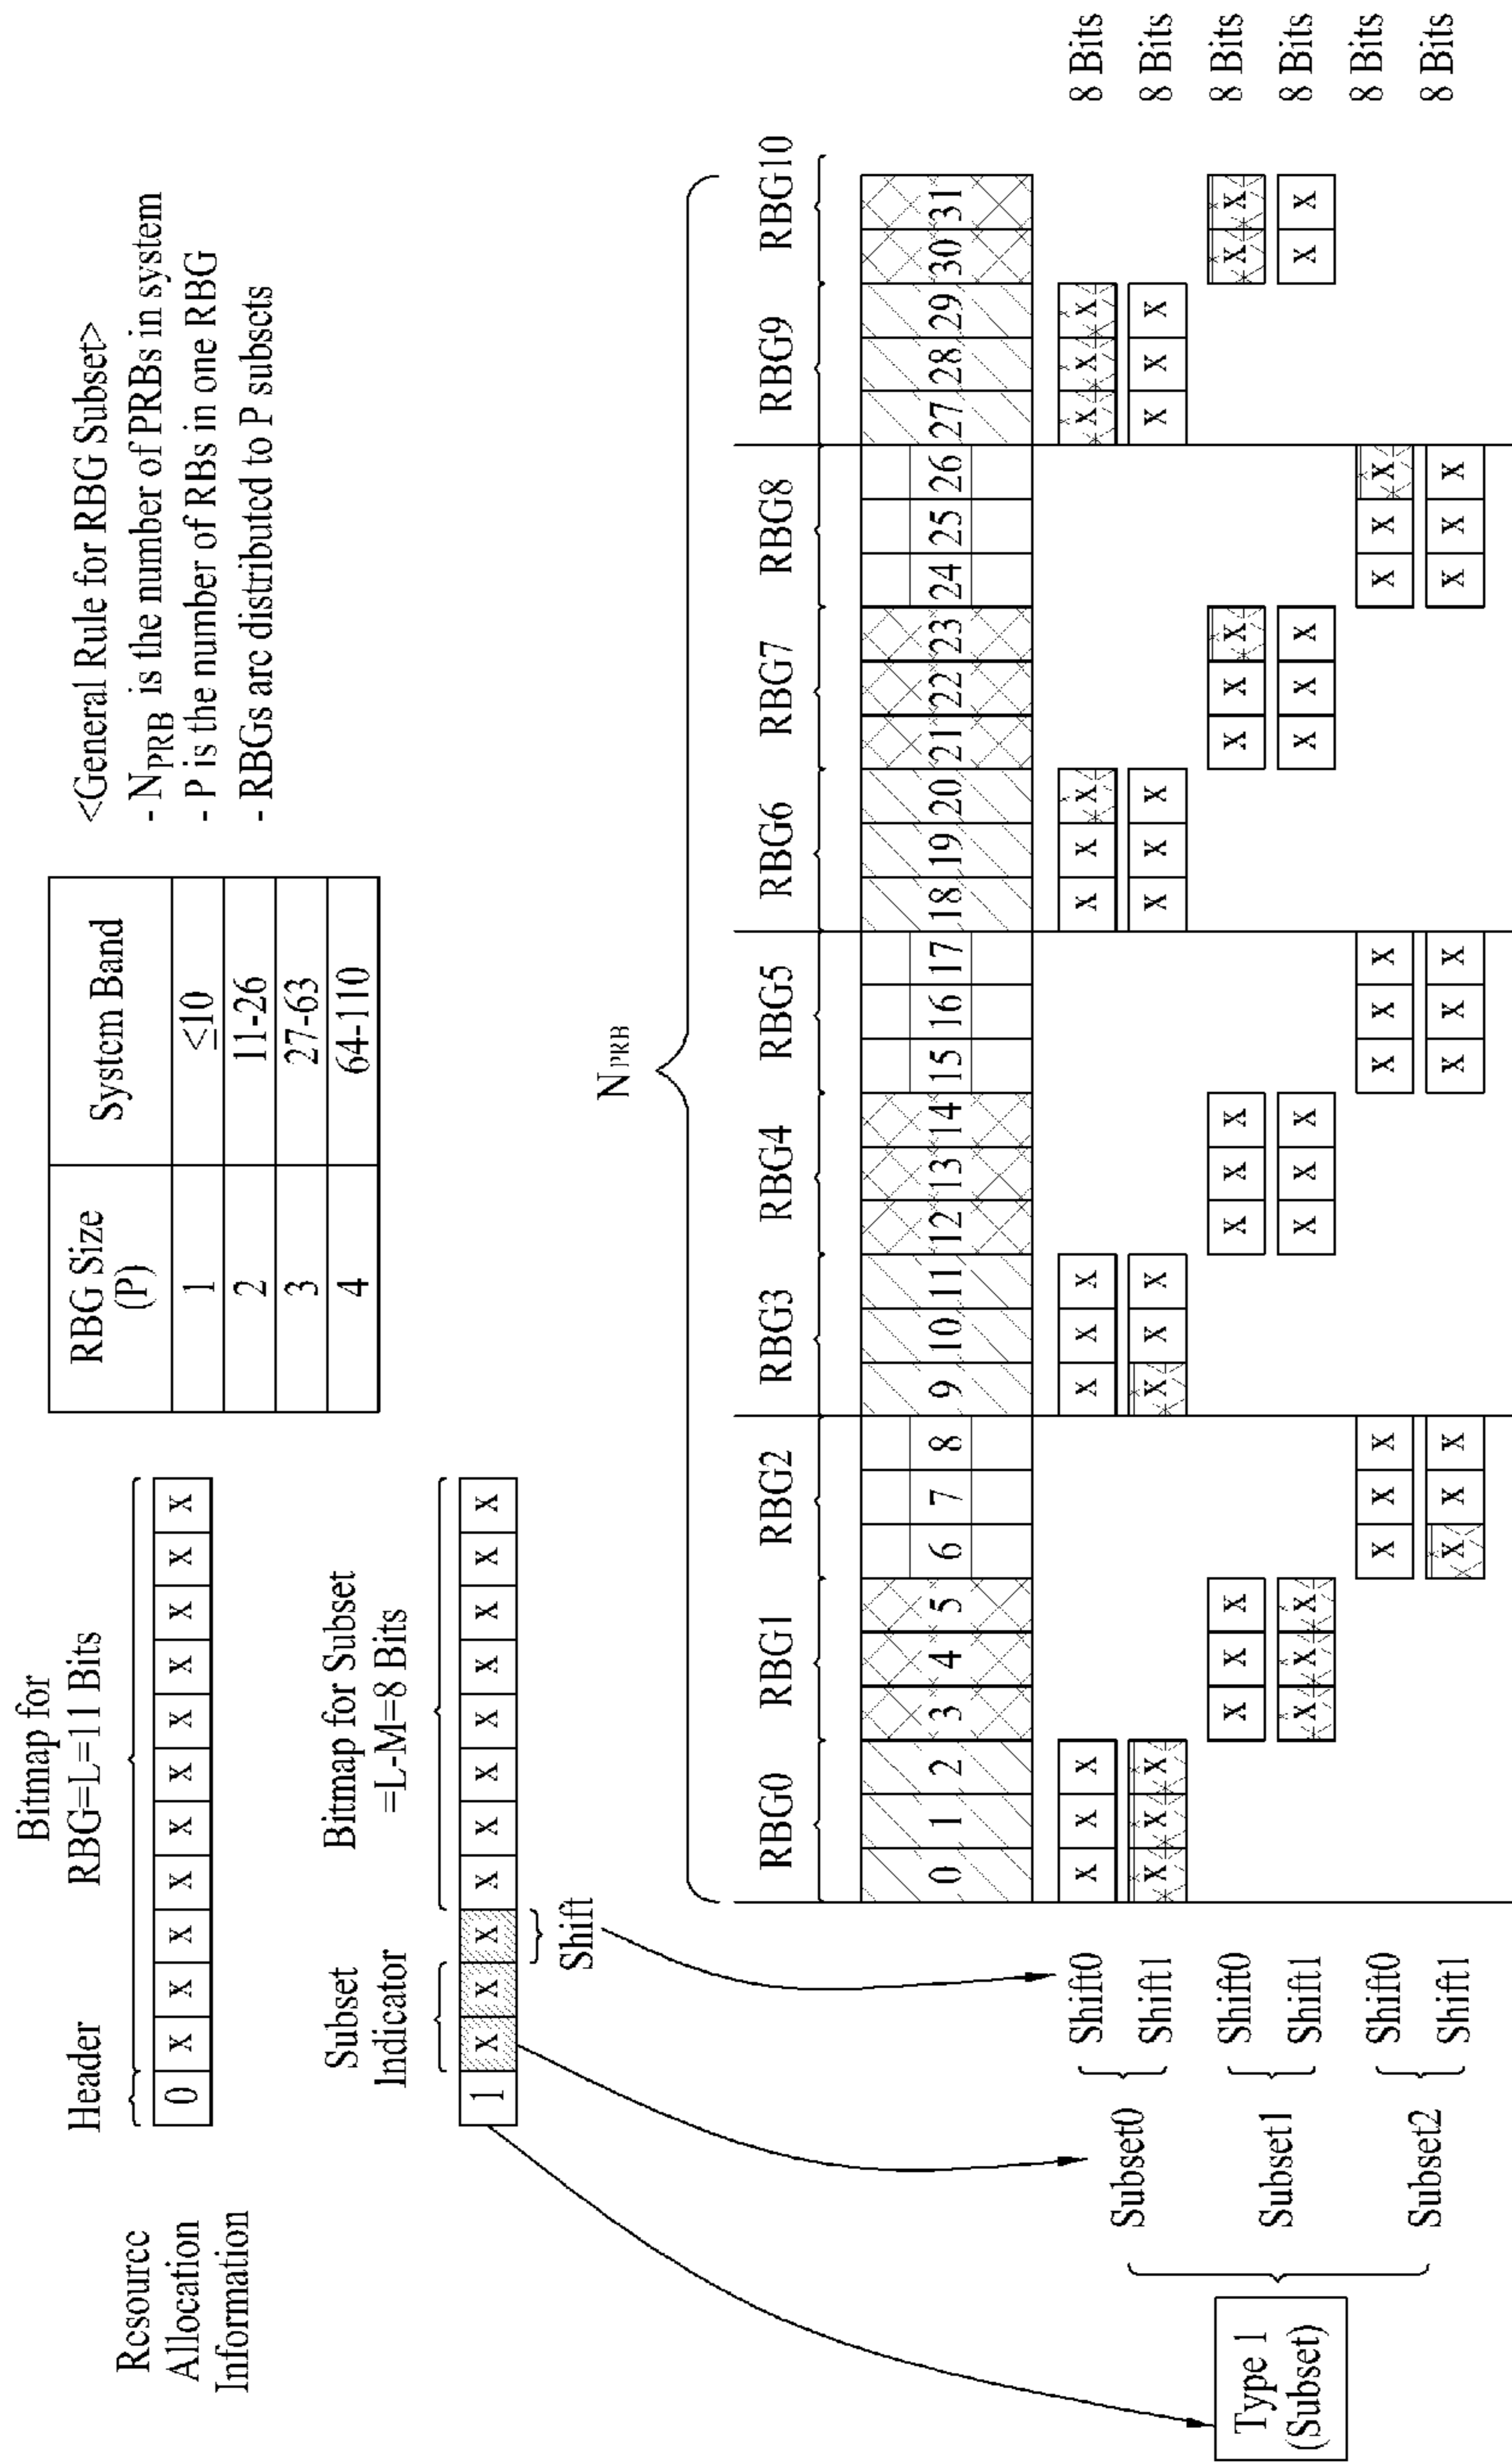 Resource
Allocation
Information
Header
Bitmap for
RBG=L=11 Bits
0 x x x x x x x x x x x
Subset
Indicator
Bitmap for Subset
=L-M=8 Bits
1 x x x x x x x x x x x
Shift
RBG Size
(P)
System Band
1 ≤10
2 11-26
3 27-63
4 64-110
<General Rule for RBG Subset>
- NPRB is the number of PRBs in system
- P is the number of RBs in one RBG
- RBGs are distributed to P subsets
NPRB
RBG0 RBG1 RBG2 RBG3 RBG4 RBG5 RBG6 RBG7 RBG8 RBG9 RBG10
0 1 2 3 4 5 6 7 8 9 10 11 12 13 14 15 16 17 18 19 20 21 22 23 24 25 26 27 28 29 30 31
Type 1
(Subset)
Subset0
Shift0 x x x x x x x x x x x x 8 Bits
Shift1 x x x x x x x x x x x x 8 Bits
Subset1
Shift0 x x x x x x x x x x x 8 Bits
Shift1 x x x x x x x x x x x 8 Bits
Subset2
Shift0 x x x x x x x x x 8 Bits
Shift1 x x x x x x x x x 8 Bits